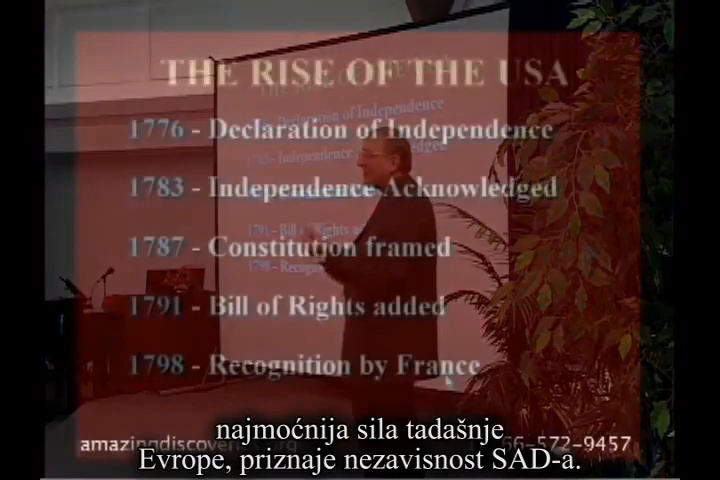 THE RISE OF THE USA
1776 - Declaration of Independence
1783 - Independence Acknowledged
1787 - Constitution framed
1791 - Bill of Rights added
1798 - Recognition by France
66-572-9457
najmoćnija sila tadašnje
Evrope, priznaje nezavisnost SAD-a.